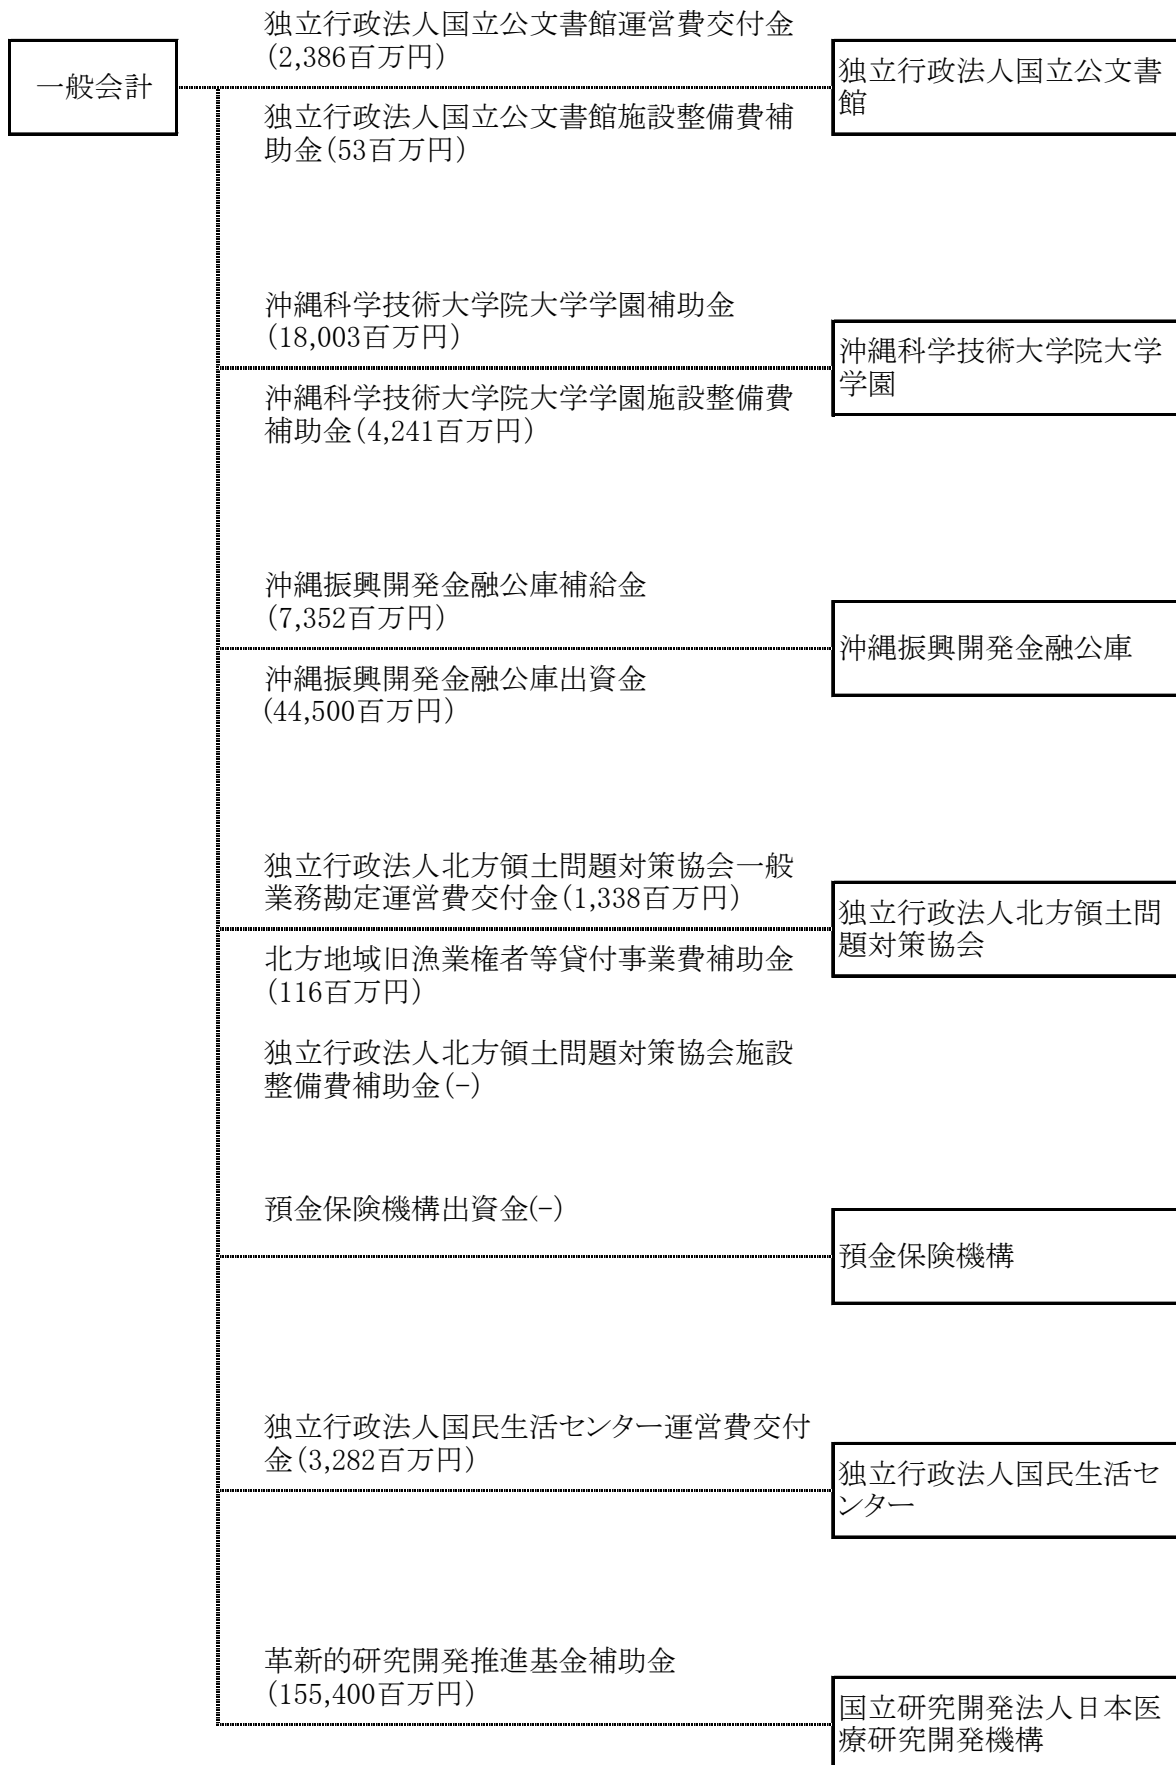 一般会計
独立行政法人国立公文書館運営費交付金
(2,386百万円)
独立行政法人国立公文書館施設整備費補
助金(53百万円)
独立行政法人国立公文書
館
沖縄科学技術大学院大学学園補助金
(18,003百万円)
沖縄科学技術大学院大学学園施設整備費
補助金(4,241百万円)
沖縄科学技術大学院大学
学園
沖縄振興開発金融公庫補給金
(7,352百万円)
沖縄振興開発金融公庫出資金
(44,500百万円)
沖縄振興開発金融公庫
独立行政法人北方領土問題対策協会一般
業務勘定運営費交付金(1,338百万円)
北方地域旧漁業権者等貸付事業費補助金
(116百万円)
独立行政法人北方領土問題対策協会施設
整備費補助金(-)
独立行政法人北方領土問
題対策協会
預金保険機構出資金(-)
預金保険機構
独立行政法人国民生活センター運営費交付
金(3,282百万円)
独立行政法人国民生活セ
ンター
革新的研究開発推進基金補助金
(155,400百万円)
国立研究開発法人日本医
療研究開発機構